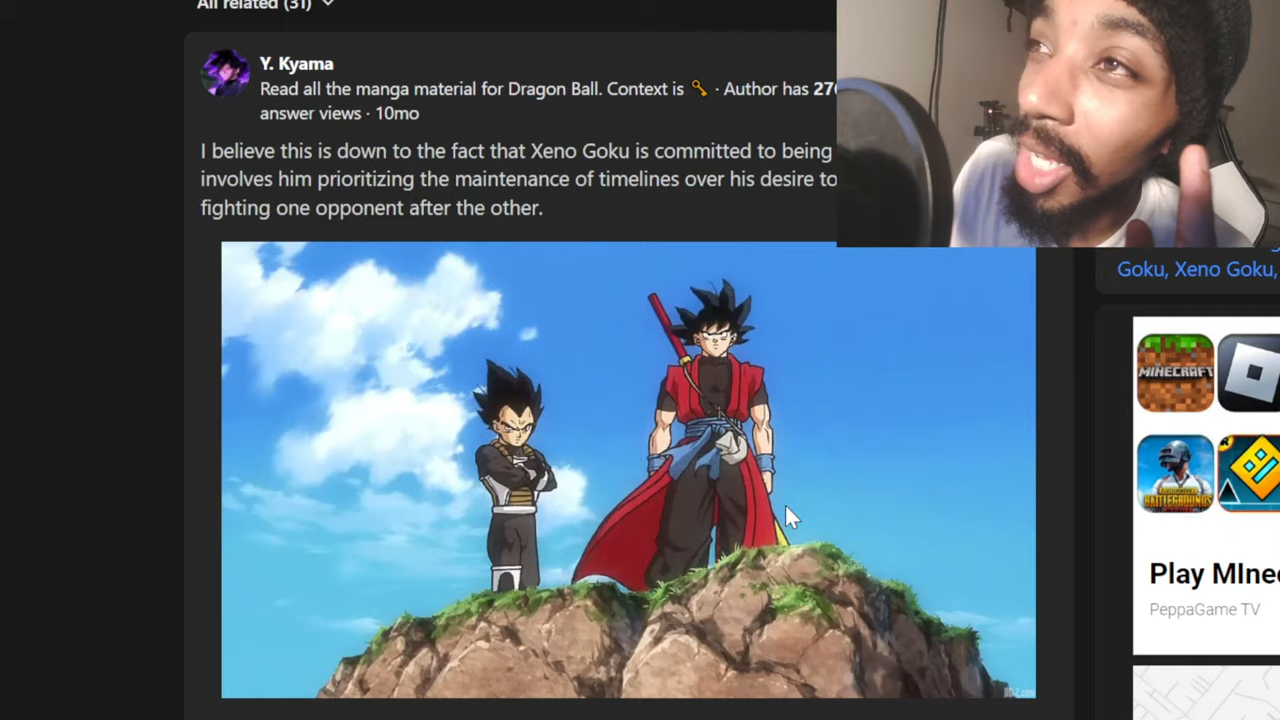 All related (31)
Y. Kyama
Read all the manga material for Dragon Ball. Context is 🗝️ · Author has 27
answer views · 10mo
I believe this is down to the fact that Xeno Goku is committed to being
involves him prioritizing the maintenance of timelines over his desire to
fighting one opponent after the other.
Goku, Xeno Goku,
MINECRAFT
BATTLEGROUNDS
Play MIne
PeppaGame TV